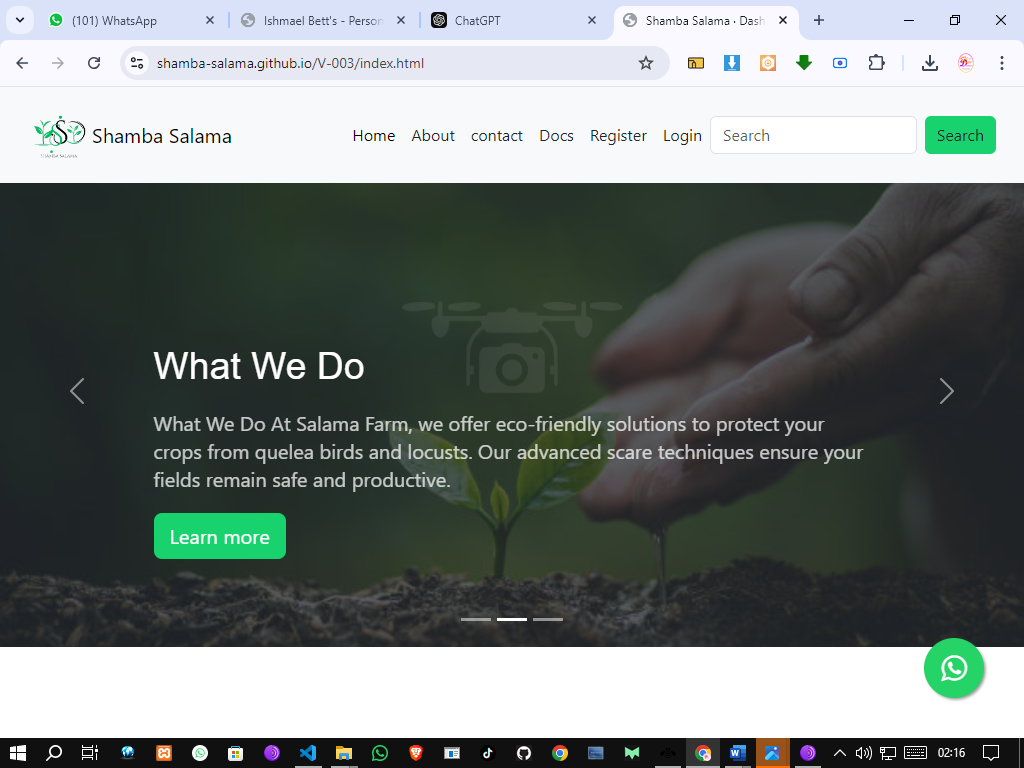 (101) WhatsApp
Ishmael Bett's - Person
ChatGPT
Shamba Salama · Dash
shamba-salama.github.io/V-003/index.html
SHAMBA SALAMA
Shamba Salama
Home
About
contact
Docs
Register
Login
Search
Search
What We Do
What We Do At Salama Farm, we offer eco-friendly solutions to protect your
crops from quelea birds and locusts. Our advanced scare techniques ensure your
fields remain safe and productive.
Learn more
02:16